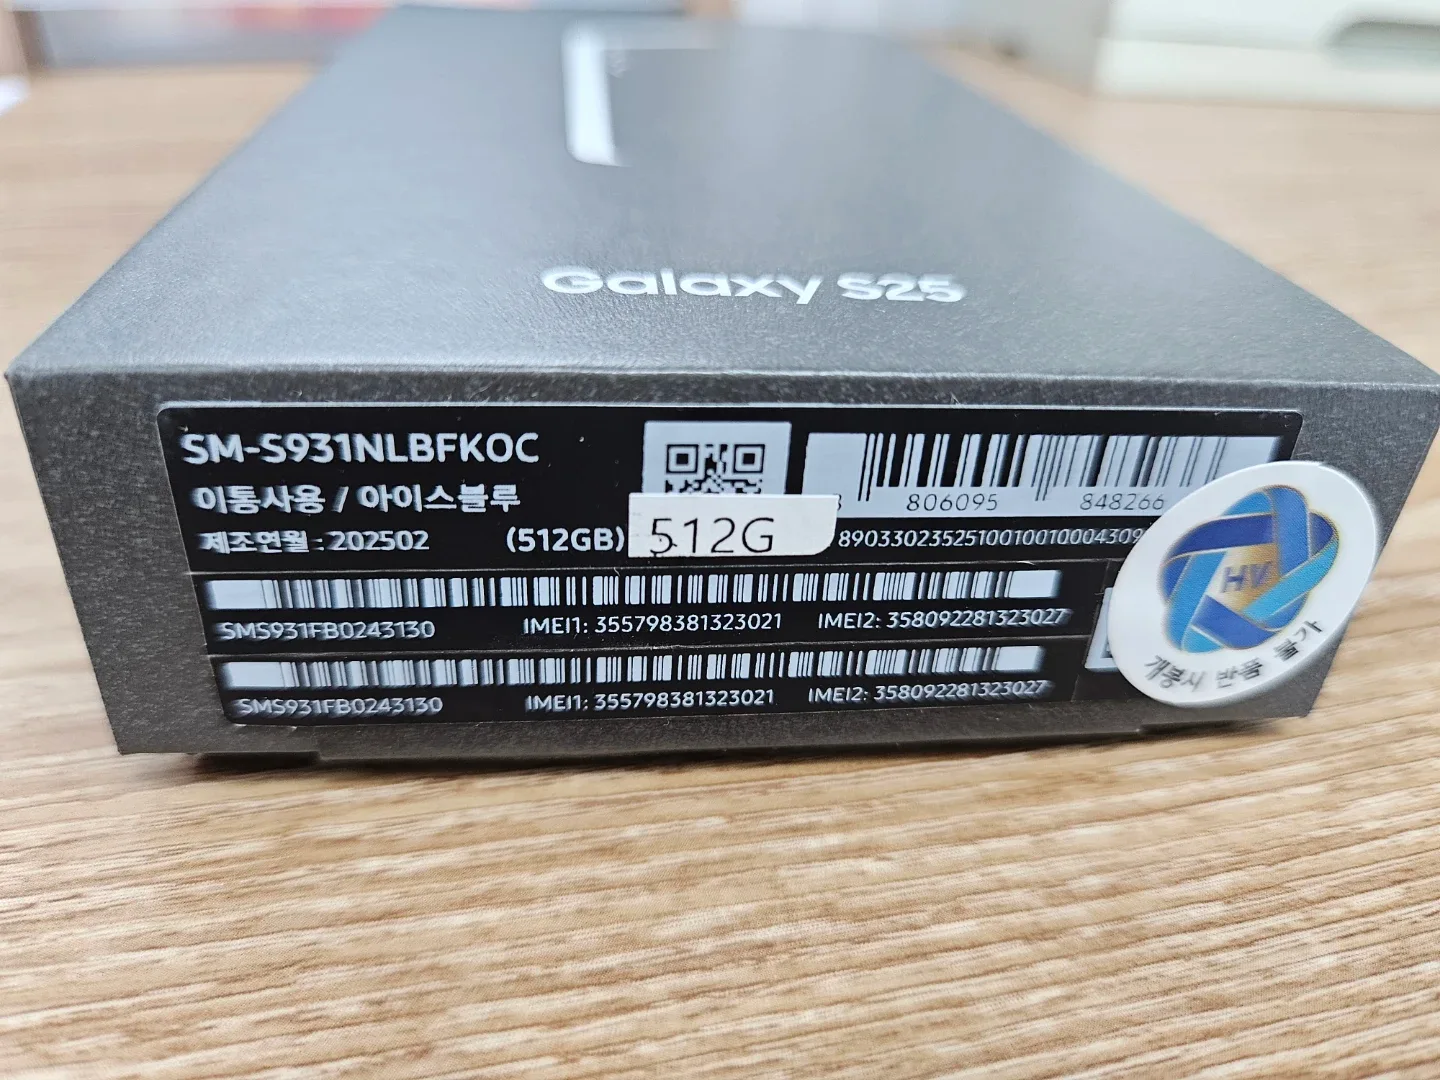 Galaxy S25
SM-S931NLBFKOC
이동사용 / 아이스블루
제조연월 : 202502
(512GB)
512G
8 806095 848266
8903302352510010010004309
SMS931FB0243130 IMEI1: 355798381323021 IMEI2: 358092281323027
SMS931FB0243130 IMEI1: 355798381323021 IMEI2: 358092281323027
HV
개봉시 반품 불가